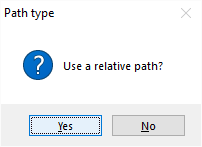 Path type
Use a relative path?
Yes
No